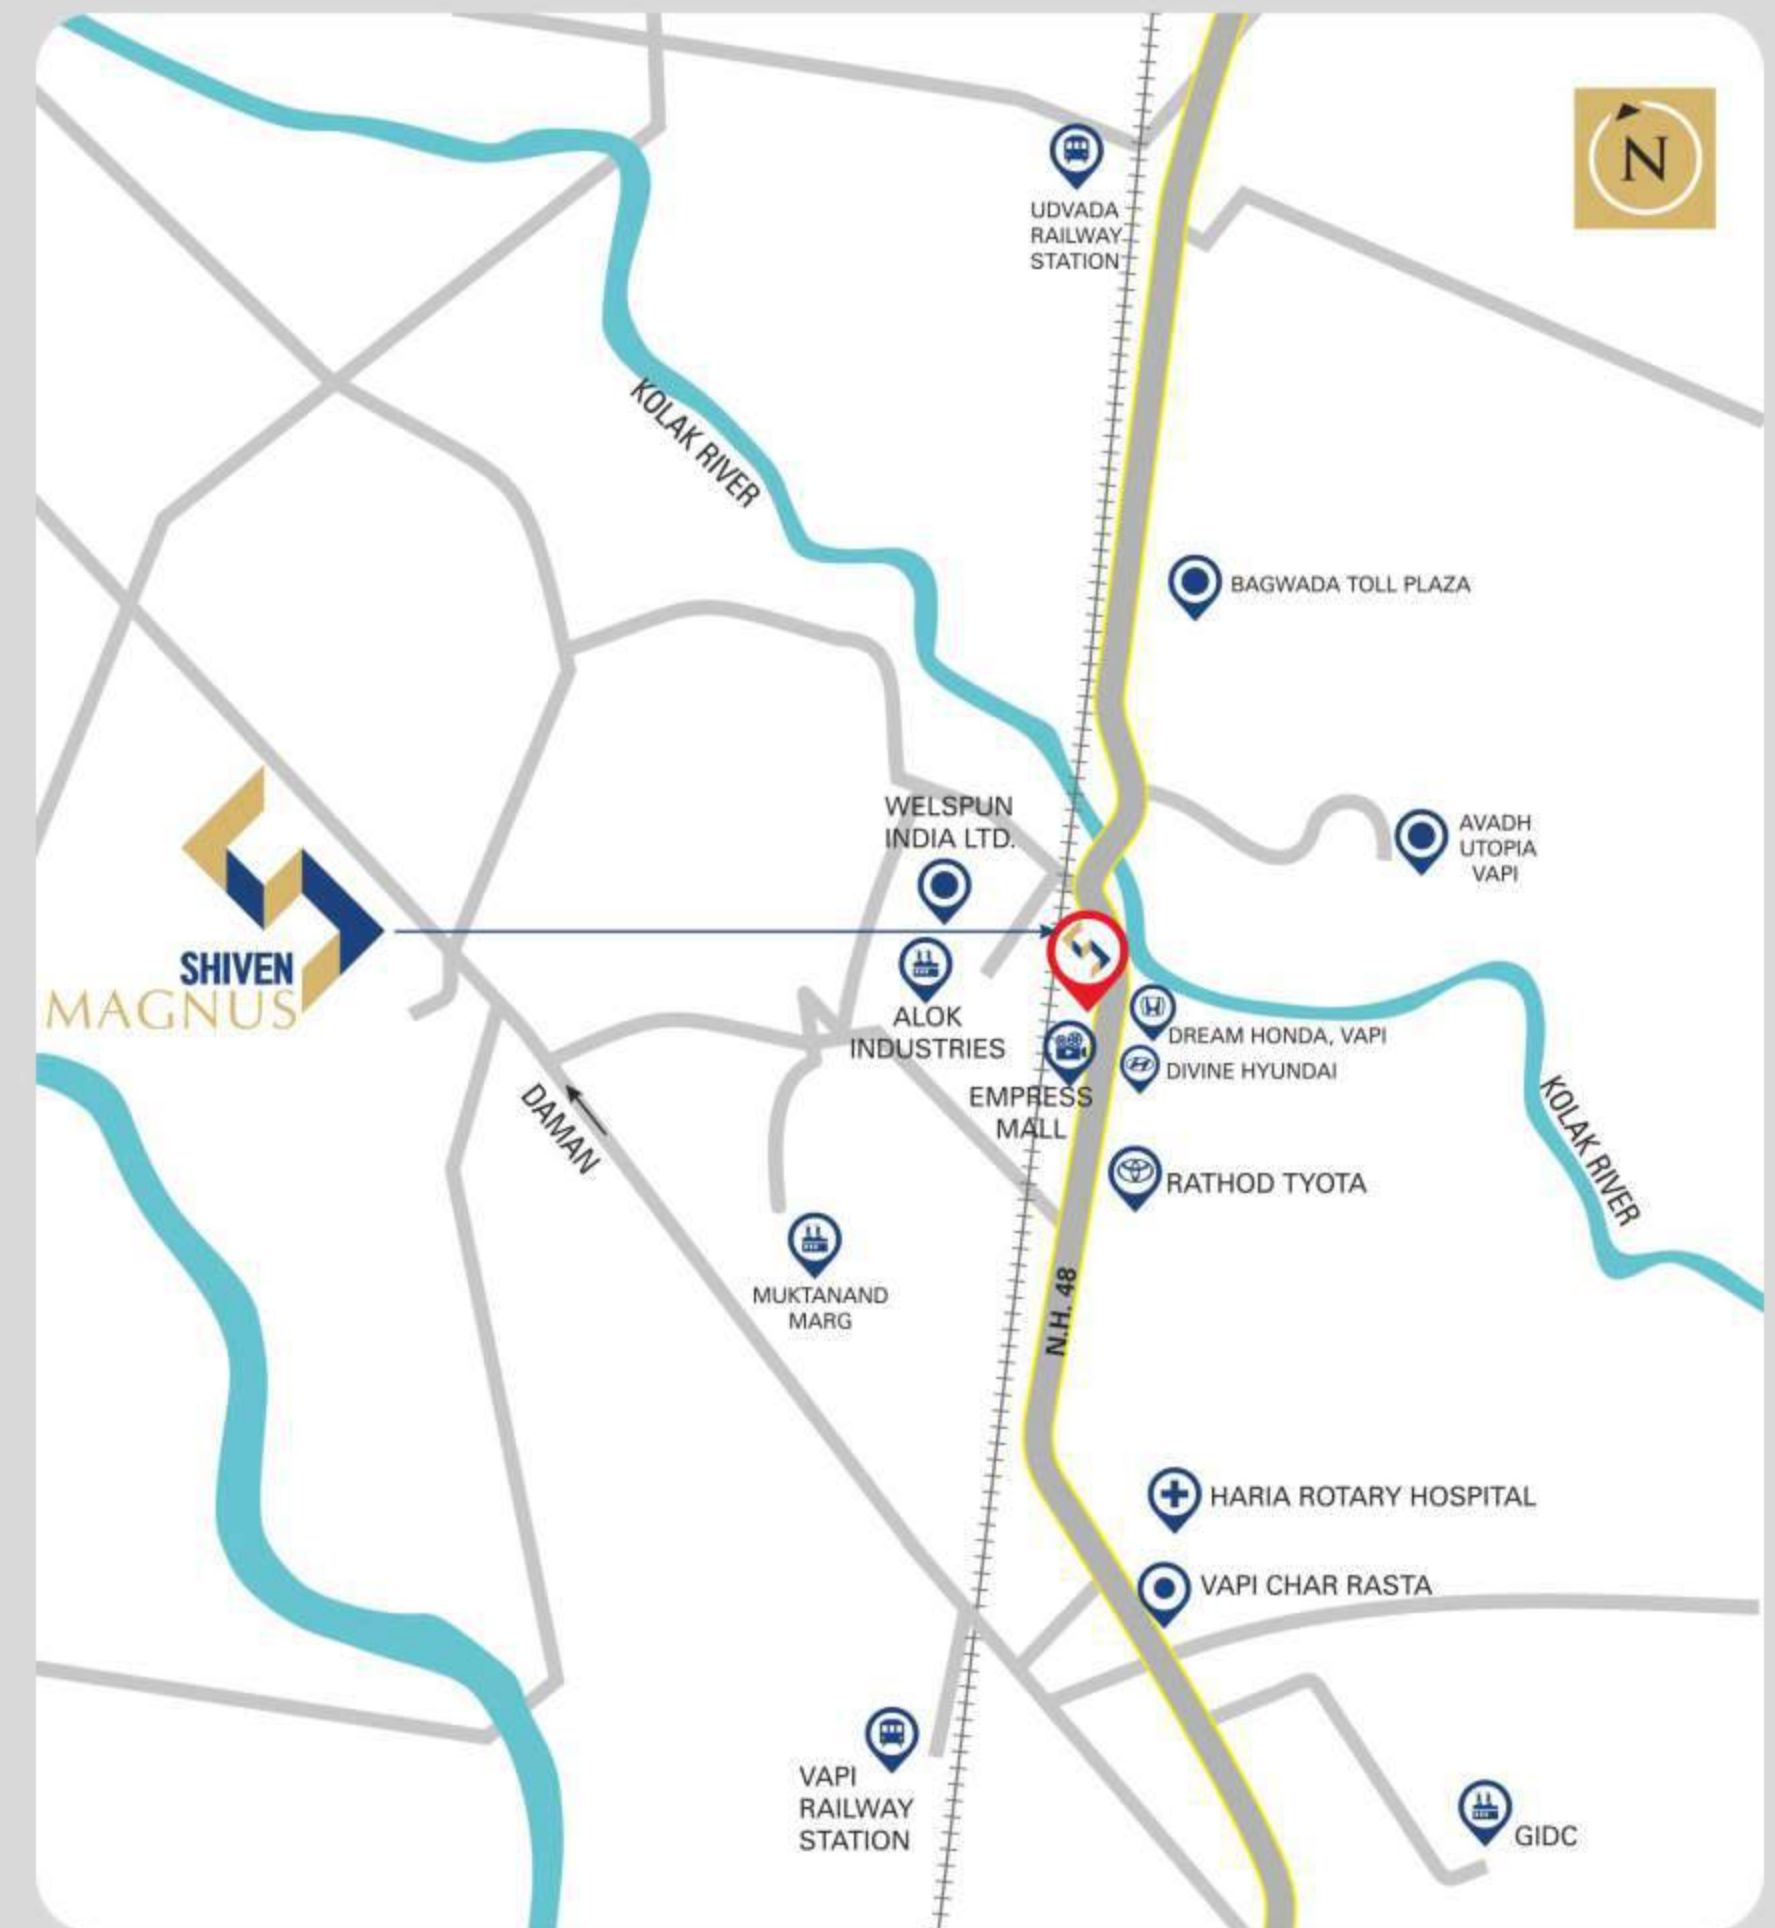 N
UDVADA
RAILWAY
STATION
KOLAK RIVER
BAGWADA TOLL PLAZA
WELSPUN
INDIA LTD.
AVADH
UTOPIA
VAPI
SHIVEN
MAGNUS
ALOK
INDUSTRIES
DREAM HONDA, VAPI
DIVINE HYUNDAI
EMPRESS
MALL
DAMAN
KOLAK RIVER
RATHOD TYOTA
MUKTANAND
MARG
N.H. 48
HARIA ROTARY HOSPITAL
VAPI CHAR RASTA
VAPI
RAILWAY
STATION
GIDC